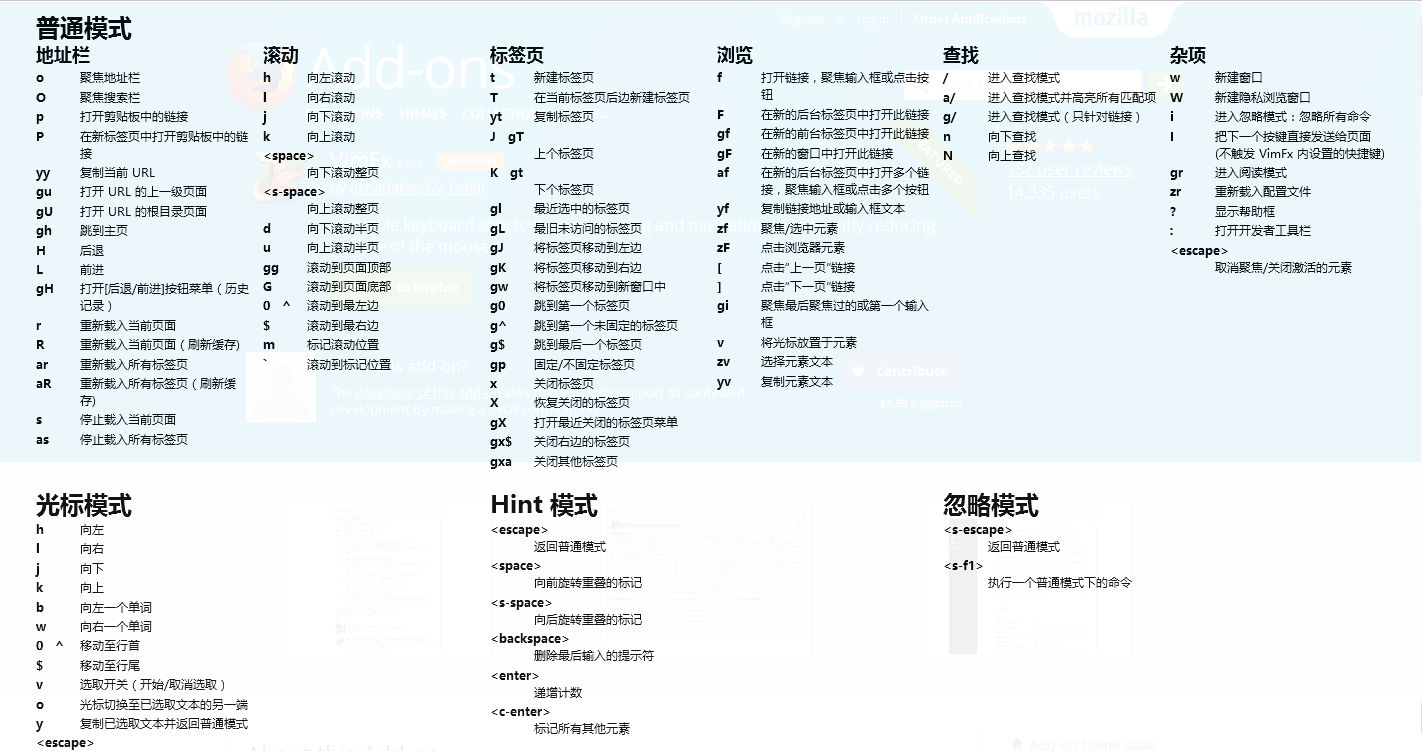 普通模式
地址栏
o 聚焦地址栏
O 聚焦搜索栏
p 打开剪贴板中的链接
P 在新标签页中打开剪贴板中的链
接
yy 复制当前 URL
gu 打开 URL 的上一级页面
gU 打开 URL 的根目录页面
gh 跳到主页
H 后退
L 前进
gH 打开[后退/前进]按钮菜单（历史
记录）
r 重新载入当前页面
R 重新载入当前页面（刷新缓存)
ar 重新载入所有标签页
aR 重新载入所有标签页（刷新缓
存)
s 停止载入当前页面
as 停止载入所有标签页
滚动
h 向左滚动
l 向右滚动
j 向下滚动
k 向上滚动
<space>
向下滚动整页
<s-space>
向上滚动整页
d 向下滚动半页
u 向上滚动半页
gg 滚动到页面顶部
G 滚动到页面底部
0 ^ 滚动到最左边
$ 滚动到最右边
m 标记滚动位置
` 滚动到标记位置
标签页
t 新建标签页
T 在当前标签页后边新建标签页
yt 复制标签页
J gT
上个标签页
K gt
下个标签页
gl 最近选中的标签页
gL 最旧未访问的标签页
gJ 将标签页移动到左边
gK 将标签页移动到右边
gw 将标签页移动到新窗口中
g0 跳到第一个标签页
g^ 跳到第一个未固定的标签页
g$ 跳到最后一个标签页
gp 固定/不固定标签页
x 关闭标签页
X 恢复关闭的标签页
gX 打开最近关闭的标签页菜单
gx$ 关闭右边的标签页
gxa 关闭其他标签页
浏览
f 打开链接，聚焦输入框或点击按
钮
F 在新的后台标签页中打开此链接
gf 在新的前台标签页中打开此链接
gF 在新的窗口中打开此链接
af 在新的后台标签页中打开多个链
接，聚焦输入框或点击多个按钮
yf 复制链接地址或输入框文本
zf 聚焦/选中元素
zF 点击浏览器元素
[ 点击“上一页”链接
] 点击“下一页”链接
gi 聚焦最后聚焦过的或第一个输入
框
v 将光标放置于元素
zv 选择元素文本
yv 复制元素文本
查找
/ 进入查找模式
a/ 进入查找模式并高亮所有匹配项
g/ 进入查找模式（只针对链接）
n 向下查找
N 向上查找
杂项
w 新建窗口
W 新建隐私浏览窗口
i 进入忽略模式：忽略所有命令
I 把下一个按键直接发送给页面
(不触发 VimFx 内设置的快捷键)
gr 进入阅读模式
zr 重新载入配置文件
? 显示帮助框
: 打开开发者工具栏
<escape>
取消聚焦/关闭激活的元素
光标模式
h 向左
l 向右
j 向下
k 向上
b 向左一个单词
w 向右一个单词
0 ^ 移动至行首
$ 移动至行尾
v 选取开关（开始/取消选取）
o 光标切换至已选取文本的另一端
y 复制已选取文本并返回普通模式
<escape>
Hint 模式
<escape>
返回普通模式
<space>
向前旋转重叠的标记
<s-space>
向后旋转重叠的标记
<backspace>
删除最后输入的提示符
<enter>
递增计数
<c-enter>
标记所有其他元素
忽略模式
<s-escape>
返回普通模式
<s-f1>
执行一个普通模式下的命令
Register or Log in
Other Applications
mozilla
Add-ons
THEMES
VimFx
by akhodakivskiy, lydell
FEATURED
152 user reviews
14,335 users
Contribute
$1.99 suggested
About this Add-on
Add-on home page